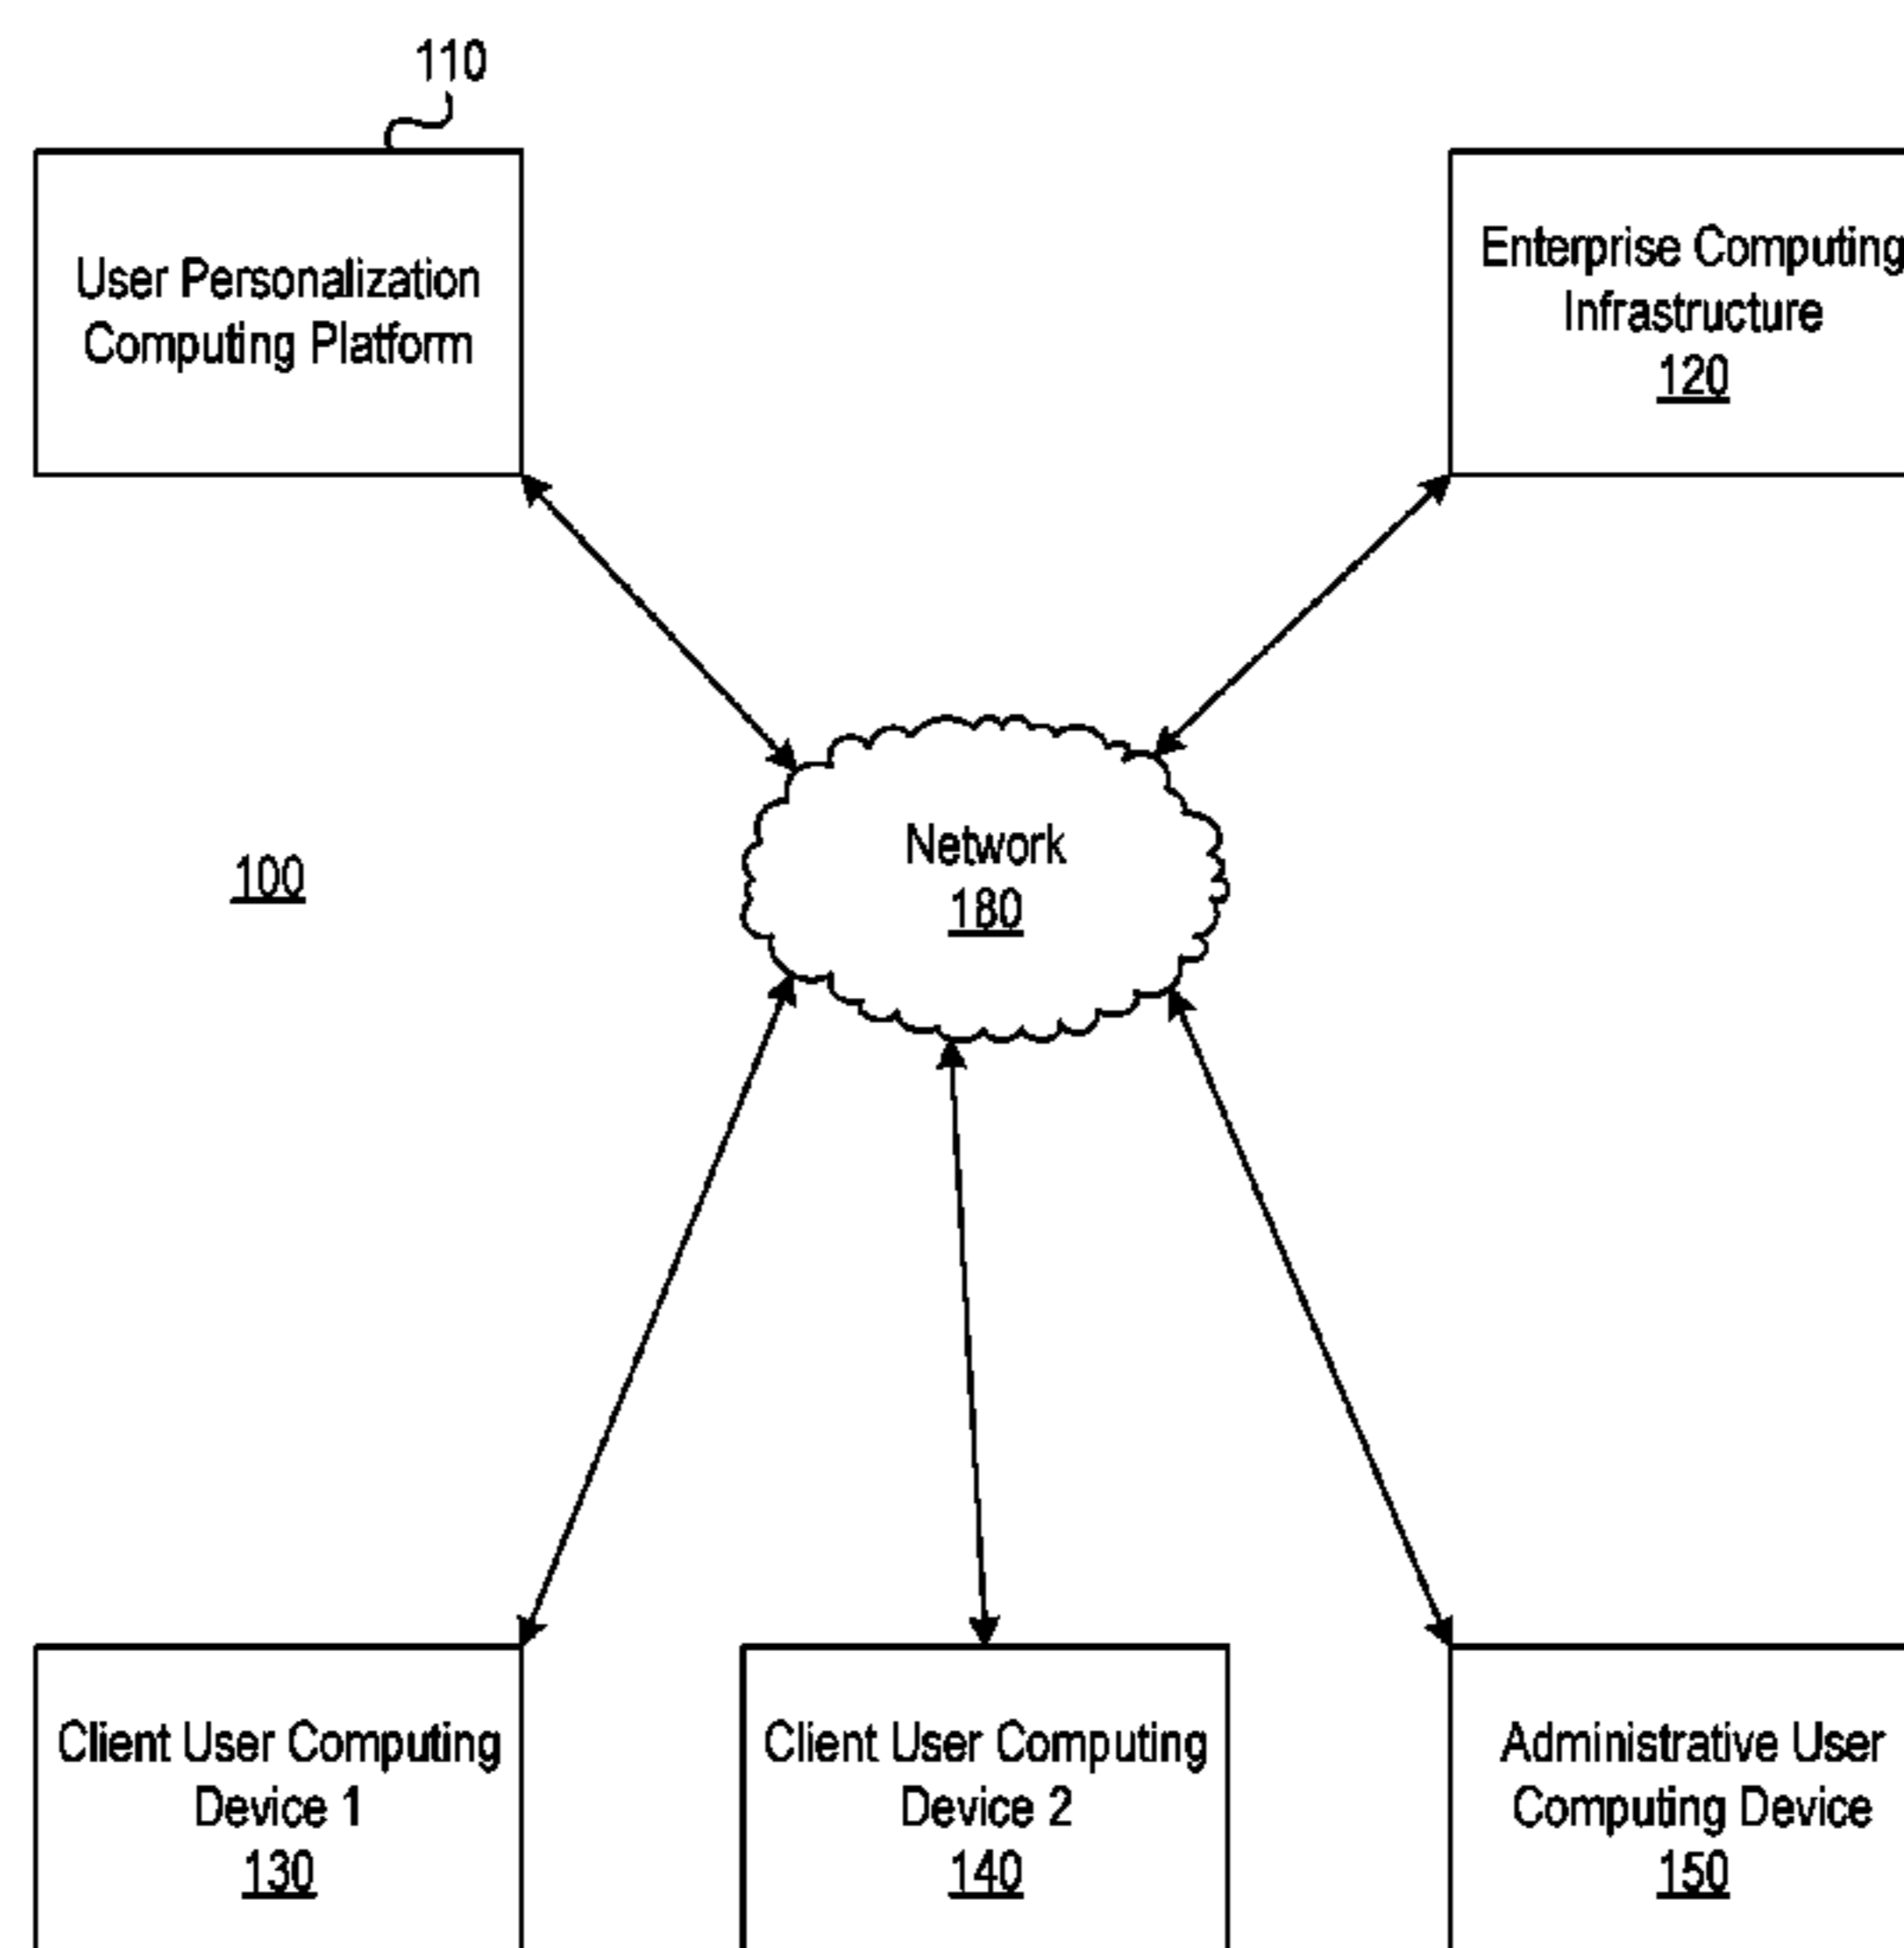 110
User Personalization
Computing Platform
Enterprise Computing
Infrastructure
120
Network
180
100
Client User Computing
Device 1
130
Client User Computing
Device 2
140
Administrative User
Computing Device
150